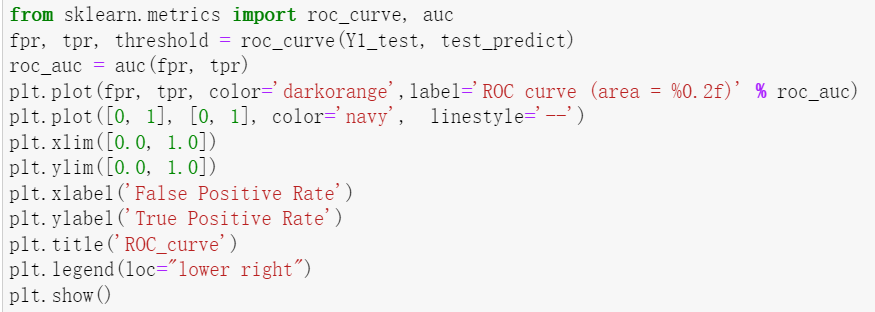 from sklearn.metrics import roc_curve, auc
fpr, tpr, threshold = roc_curve(Y1_test, test_predict)
roc_auc = auc(fpr, tpr)
plt.plot(fpr, tpr, color='darkorange',label='ROC curve (area = %0.2f)' % roc_auc)
plt.plot([0, 1], [0, 1], color='navy',  linestyle='--')
plt.xlim([0.0, 1.0])
plt.ylim([0.0, 1.0])
plt.xlabel('False Positive Rate')
plt.ylabel('True Positive Rate')
plt.title('ROC_curve')
plt.legend(loc="lower right")
plt.show()